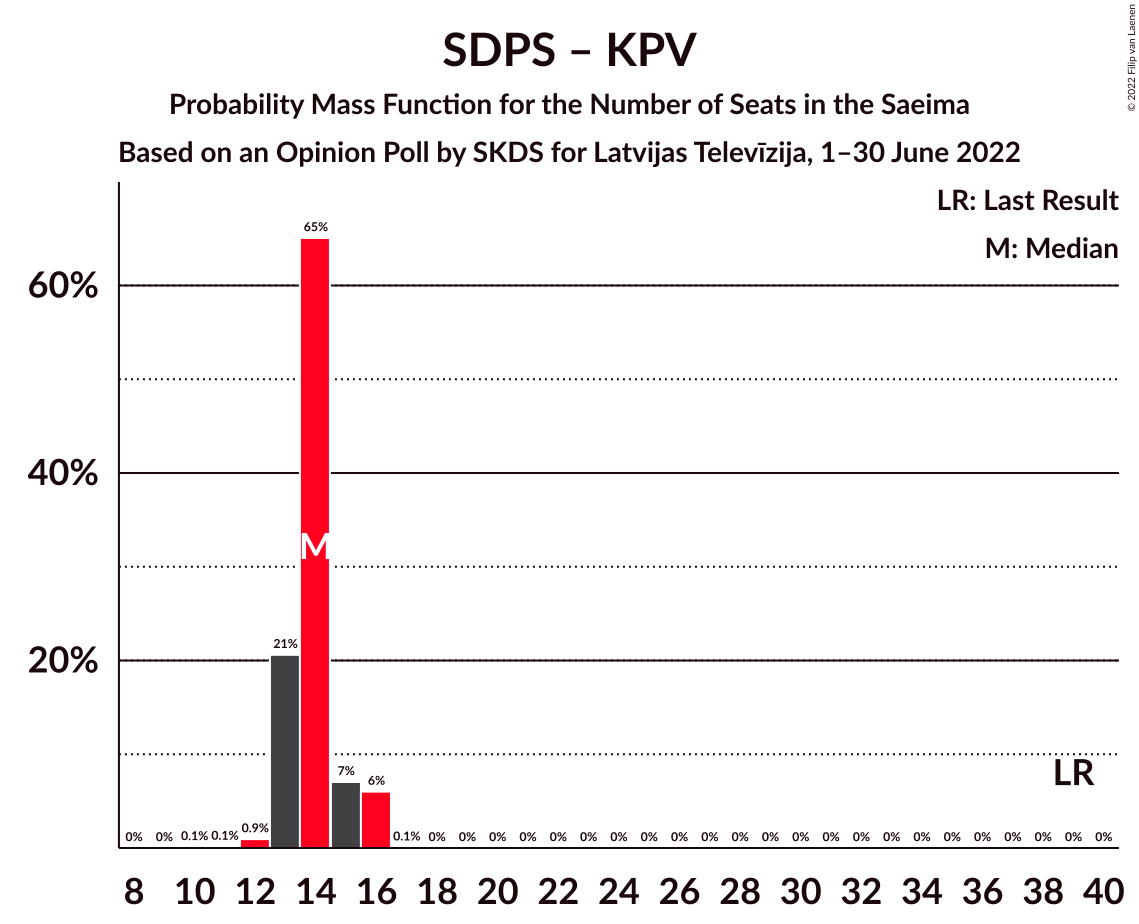 SDPS – KPV
Probability Mass Function for the Number of Seats in the Saeima
Based on an Opinion Poll by SKDS for Latvijas Televīzija, 1–30 June 2022
© 2022 Filip van Laenen
LR: Last Result
M: Median
60%
40%
20%
65%
M
21%
7%
6%
LR
0% 0% 0.1% 0.1% 0.9% 0.1% 0% 0% 0% 0% 0% 0% 0% 0% 0% 0% 0% 0% 0% 0% 0% 0% 0% 0% 0% 0% 0% 0% 0%
8 10 12 14 16 18 20 22 24 26 28 30 32 34 36 38 40